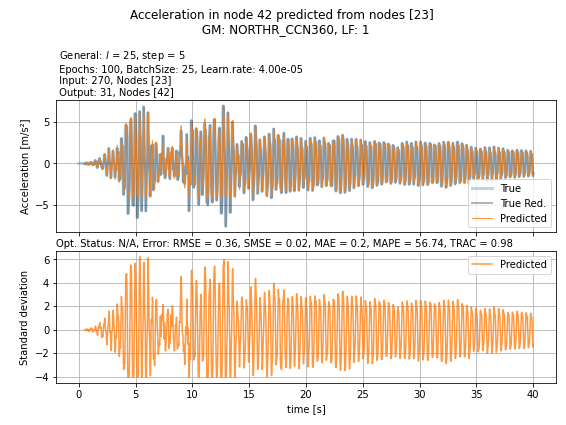 Acceleration in node 42 predicted from nodes [23]
GM: NORTHR_CCN360, LF: 1
General: l = 25, step = 5
Epochs: 100, BatchSize: 25, Learn.rate: 4.00e-05
Input: 270, Nodes [23]
Output: 31, Nodes [42]
Acceleration [m/s²]
5
0
−5
True
True Red.
Predicted
Opt. Status: N/A, Error: RMSE = 0.36, SMSE = 0.02, MAE = 0.2, MAPE = 56.74, TRAC = 0.98
Standard deviation
6
4
2
0
−2
−4
Predicted
0 5 10 15 20 25 30 35 40
time [s]